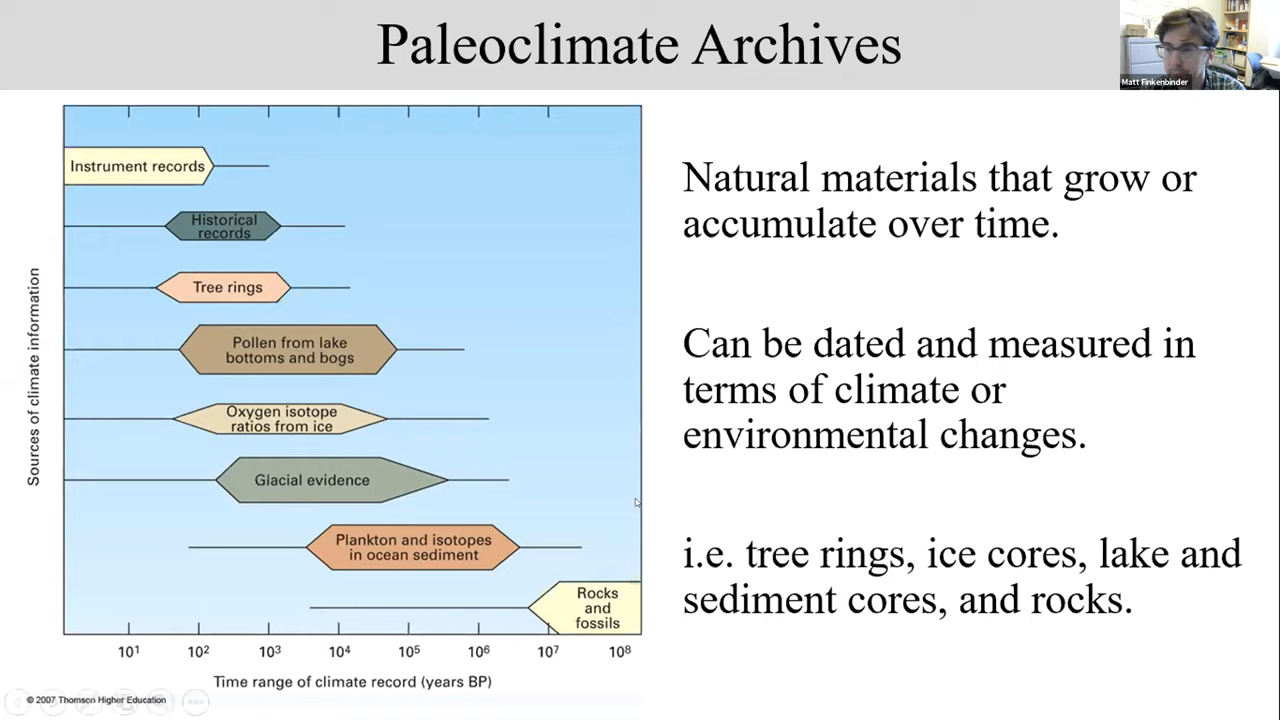 Paleoclimate Archives
Matt Finkenbinder
Instrument records
Historical
records
Tree rings
Pollen from lake
bottoms and bogs
Oxygen isotope
ratios from ice
Glacial evidence
Plankton and isotopes
in ocean sediment
Rocks
and
fossils
Sources of climate information
10¹ 10² 10³ 10⁴ 10⁵ 10⁶ 10⁷ 10⁸
Time range of climate record (years BP)
© 2007 Thomson Higher Education
Natural materials that grow or
accumulate over time.
Can be dated and measured in
terms of climate or
environmental changes.
i.e. tree rings, ice cores, lake and
sediment cores, and rocks.